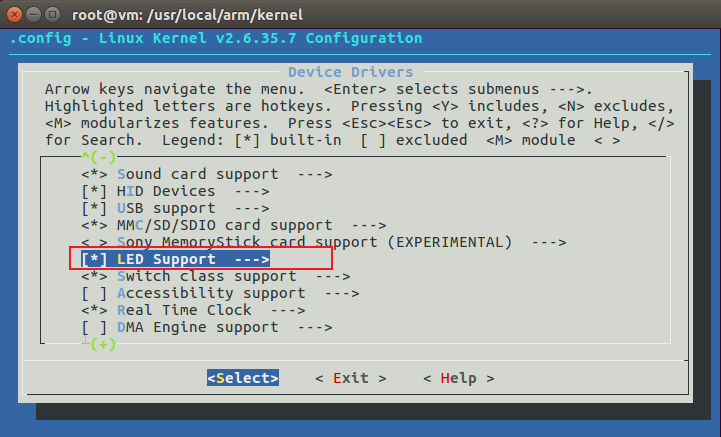 root@vm: /usr/local/arm/kernel
.config - Linux Kernel v2.6.35.7 Configuration
Device Drivers
Arrow keys navigate the menu.  <Enter> selects submenus --->.
Highlighted letters are hotkeys.  Pressing <Y> includes, <N> excludes,
<M> modularizes features.  Press <Esc><Esc> to exit, <?> for Help, </>
for Search.  Legend: [*] built-in  [ ] excluded  <M> module  < >
^(-)
<*> Sound card support  --->
[*] HID Devices  --->
[*] USB support  --->
<*> MMC/SD/SDIO card support  --->
< > Sony MemoryStick card support (EXPERIMENTAL)  --->
[*] LED Support  --->
<*> Switch class support  --->
[ ] Accessibility support  --->
<*> Real Time Clock  --->
[ ] DMA Engine support  --->
(+)
<Select>    < Exit >    < Help >